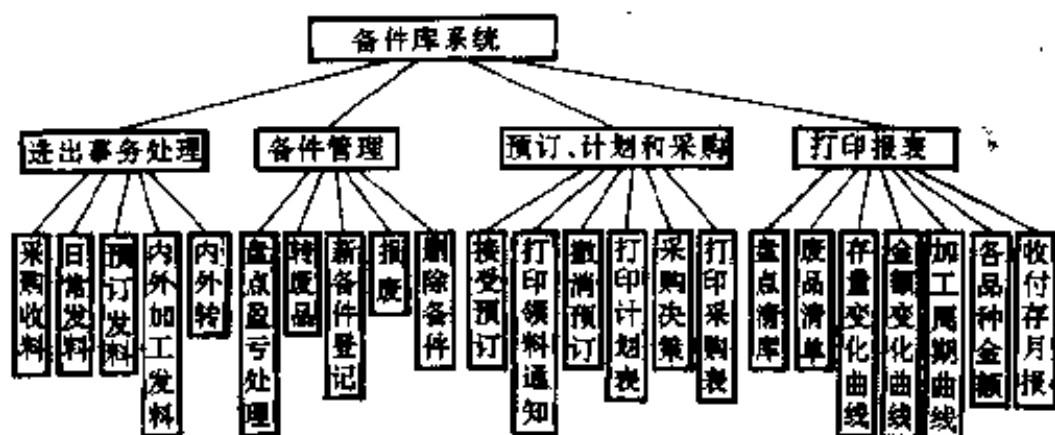 备件库系统
进出事务处理
备件管理
预订、计划和采购
打印报表
采购收料
日常发料
预订发料
内外加工发料
内外转
盘点盈亏处理
转废品
新备件登记
报废
删除备件
接受预订
打印领料通知
撤消预订
打印计划表
采购决策
打印采购表
盘点清库
废品清单
存量变化曲线
金额变化曲线
加工周期曲线
各品种金额
收付存月报